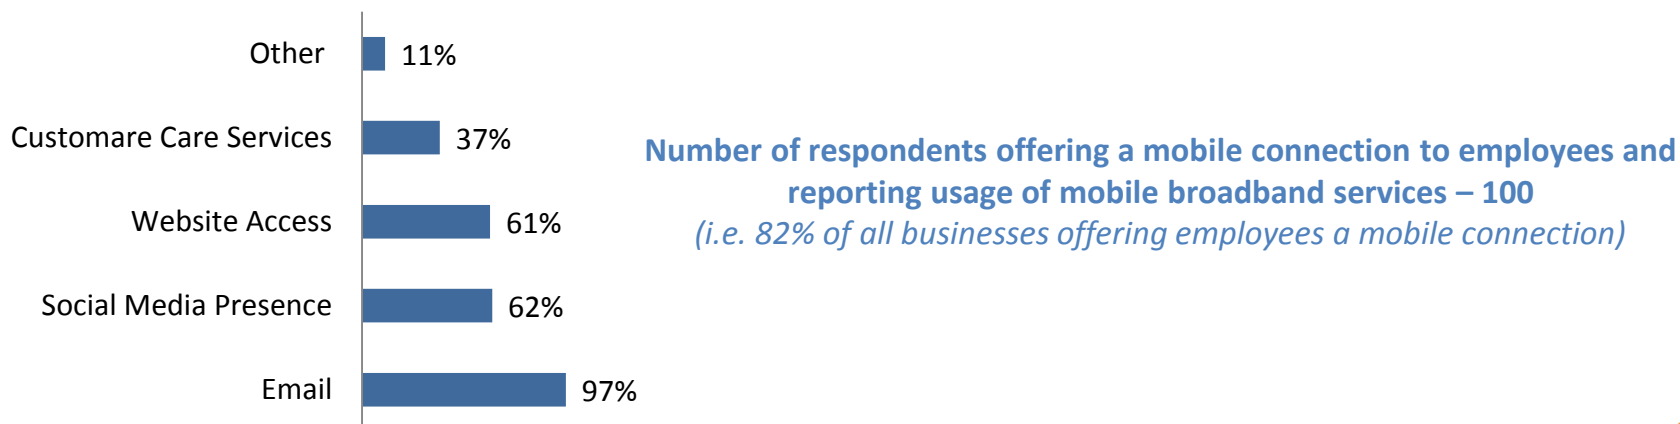 Other 11%
Customare Care Services 37%
Website Access 61%
Social Media Presence 62%
Email 97%
Number of respondents offering a mobile connection to employees and
reporting usage of mobile broadband services – 100
(i.e. 82% of all businesses offering employees a mobile connection)